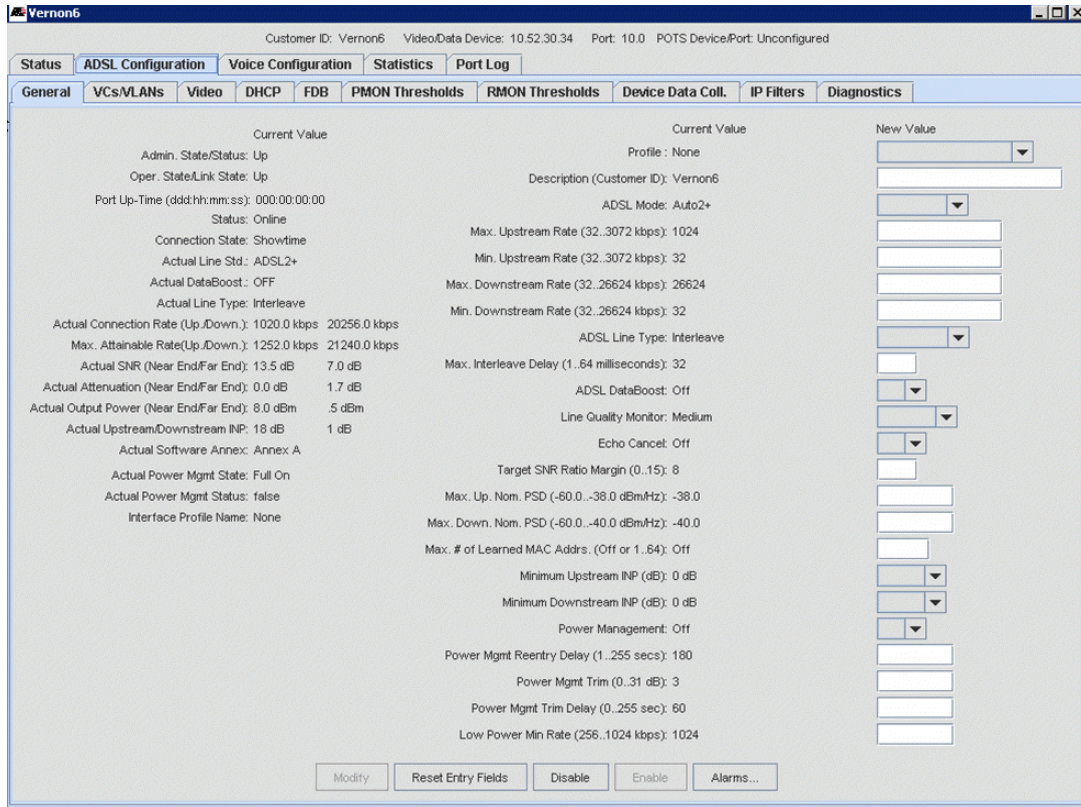 Vernon6
Customer ID: Vernon6 Video/Data Device: 10.52.30.34 Port: 10.0 POTS Device/Port: Unconfigured
Status ADSL Configuration Voice Configuration Statistics Port Log
General VCs/VLANs Video DHCP FDB PMON Thresholds RMON Thresholds Device Data Coll. IP Filters Diagnostics
Current Value
Admin. State/Status: Up
Oper. State/Link State: Up
Port Up-Time (ddd:hh:mm:ss): 000:00:00:00
Status: Online
Connection State: Showtime
Actual Line Std.: ADSL2+
Actual DataBoost.: OFF
Actual Line Type: Interleave
Actual Connection Rate (Up./Down.): 1020.0 kbps 20256.0 kbps
Max. Attainable Rate(Up./Down.): 1252.0 kbps 21240.0 kbps
Actual SNR (Near End/Far End): 13.5 dB 7.0 dB
Actual Attenuation (Near End/Far End): 0.0 dB 1.7 dB
Actual Output Power (Near End/Far End): 8.0 dBm .5 dBm
Actual Upstream/Downstream INP: 18 dB 1 dB
Actual Software Annex: Annex A
Actual Power Mgmt State: Full On
Actual Power Mgmt Status: false
Interface Profile Name: None
Current Value New Value
Profile : None
Description (Customer ID): Vernon6
ADSL Mode: Auto2+
Max. Upstream Rate (32..3072 kbps): 1024
Min. Upstream Rate (32..3072 kbps): 32
Max. Downstream Rate (32..26624 kbps): 26624
Min. Downstream Rate (32..26624 kbps): 32
ADSL Line Type: Interleave
Max. Interleave Delay (1..64 milliseconds): 32
ADSL DataBoost: Off
Line Quality Monitor: Medium
Echo Cancel: Off
Target SNR Ratio Margin (0..15): 8
Max. Up. Nom. PSD (-60.0..-38.0 dBm/Hz): -38.0
Max. Down. Nom. PSD (-60.0..-40.0 dBm/Hz): -40.0
Max. # of Learned MAC Addrs. (Off or 1..64): Off
Minimum Upstream INP (dB): 0 dB
Minimum Downstream INP (dB): 0 dB
Power Management: Off
Power Mgmt Reentry Delay (1..255 secs): 180
Power Mgmt Trim (0..31 dB): 3
Power Mgmt Trim Delay (0..255 sec): 60
Low Power Min Rate (256..1024 kbps): 1024
Modify Reset Entry Fields Disable Enable Alarms...